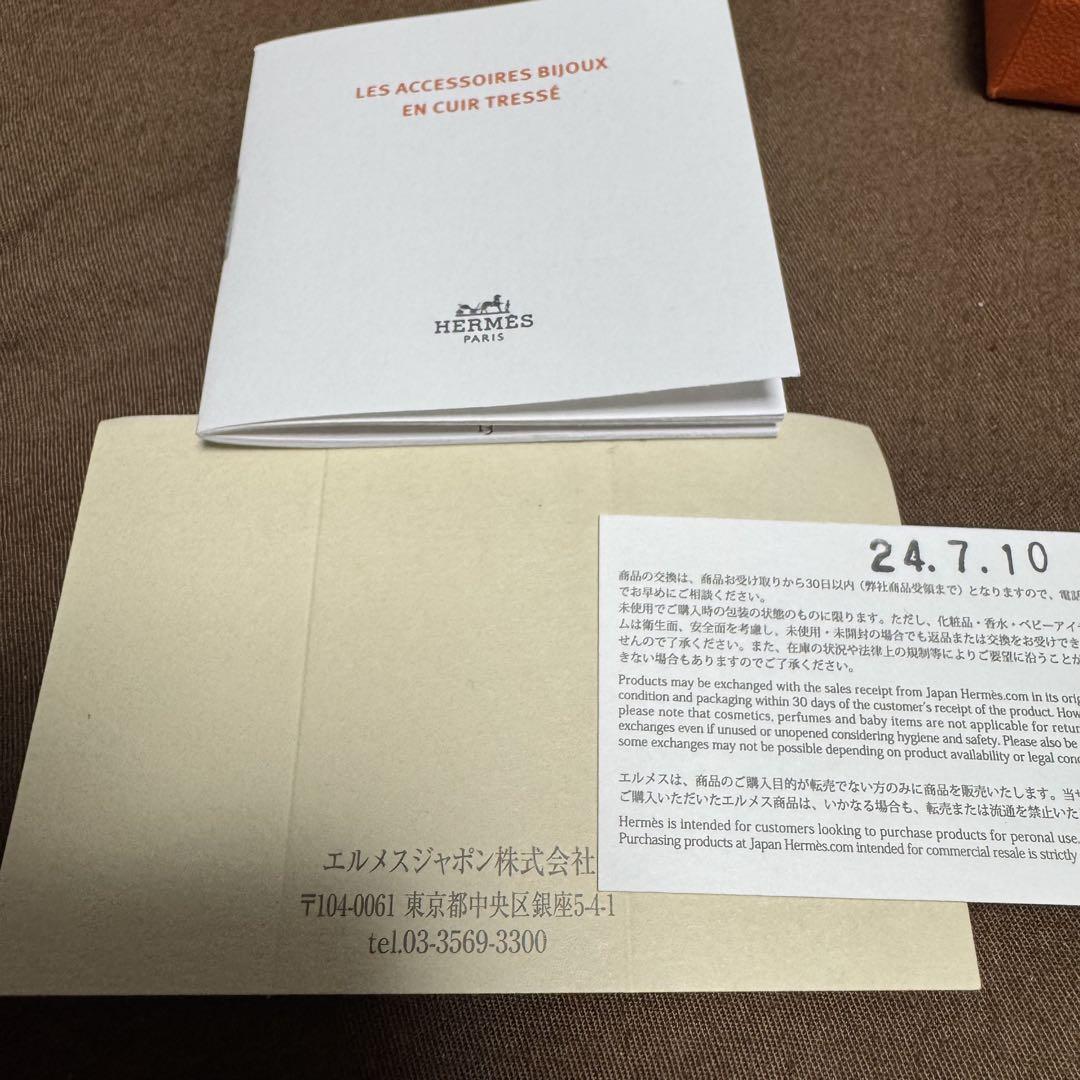 LES ACCESSOIRES BIJOUX
EN CUIR TRESSÉ
HERMÈS
PARIS
13
24.7.10
商品の交換は、商品お受け取りから30日以内（弊社商品受領まで）となりますので、電話
でお早めにご相談ください。
未使用でご購入時の包装の状態のものに限ります。ただし、化粧品・香水・ベビーアイテ
ムは衛生面、安全面を考慮し、未使用・未開封の場合でも返品または交換をお受けでき
せんので了承ください。また、在庫の状況や法律上の規制等によりご要望に沿うことが
きない場合もありますのでご了承ください。
Products may be exchanged with the sales receipt from Japan Hermès.com in its orig
condition and packaging within 30 days of the customer's receipt of the product. How
please note that cosmetics, perfumes and baby items are not applicable for retur
exchanges even if unused or unopened considering hygiene and safety. Please also be
some exchanges may not be possible depending on product availability or legal cond
エルメスは、商品のご購入目的が転売でない方のみに商品を販売いたします。当サ
ご購入いただいたエルメス商品は、いかなる場合も、転売または流通を禁止いた
Hermès is intended for customers looking to purchase products for peronal use.
Purchasing products at Japan Hermès.com intended for commercial resale is strictly
エルメスジャポン株式会社
〒104-0061 東京都中央区銀座5-4-1
tel.03-3569-3300